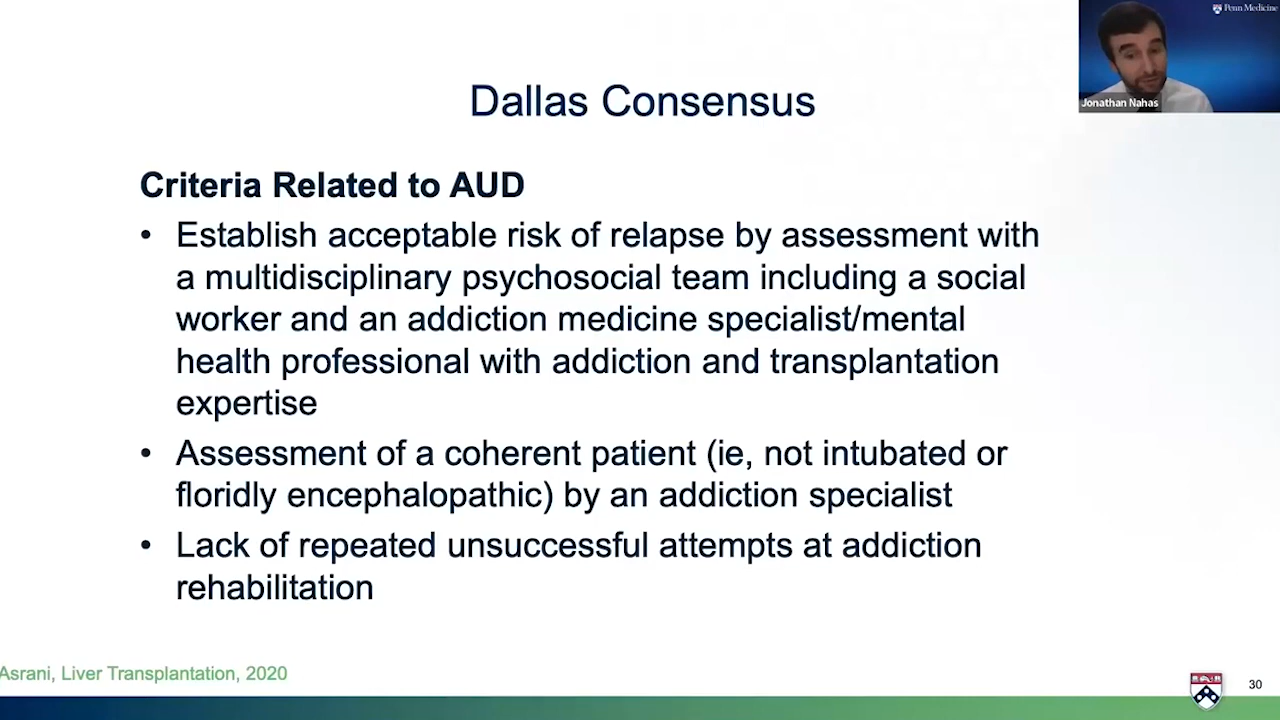 Penn Medicine
Jonathan Nahas
Dallas Consensus
Criteria Related to AUD
• Establish acceptable risk of relapse by assessment with
a multidisciplinary psychosocial team including a social
worker and an addiction medicine specialist/mental
health professional with addiction and transplantation
expertise
• Assessment of a coherent patient (ie, not intubated or
floridly encephalopathic) by an addiction specialist
• Lack of repeated unsuccessful attempts at addiction
rehabilitation
Asrani, Liver Transplantation, 2020
30